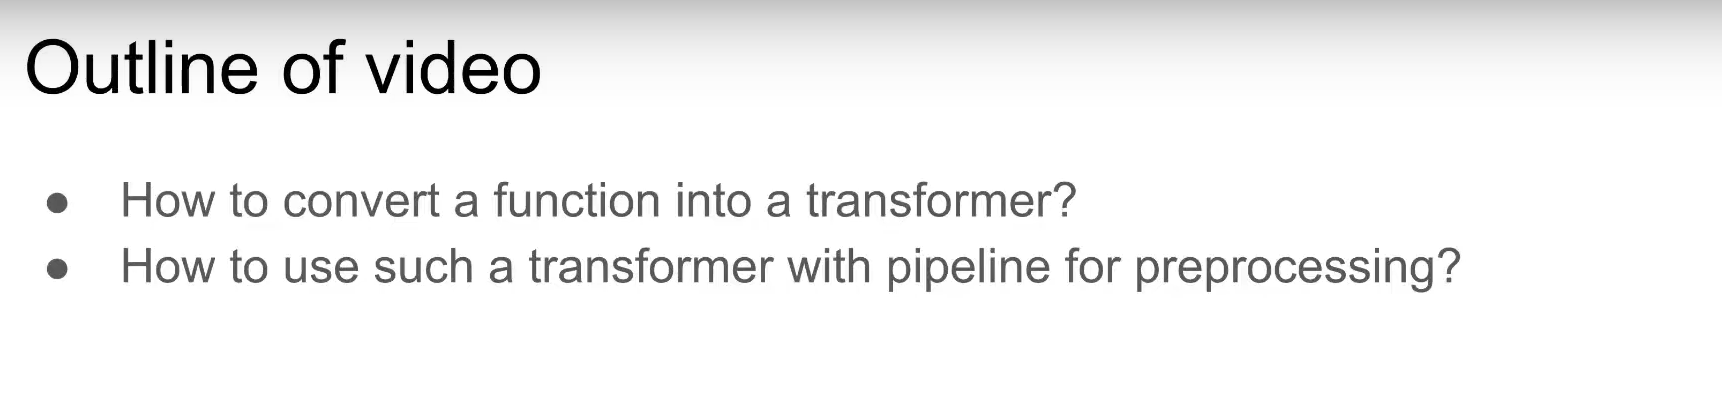 Outline of video
● How to convert a function into a transformer?
● How to use such a transformer with pipeline for preprocessing?